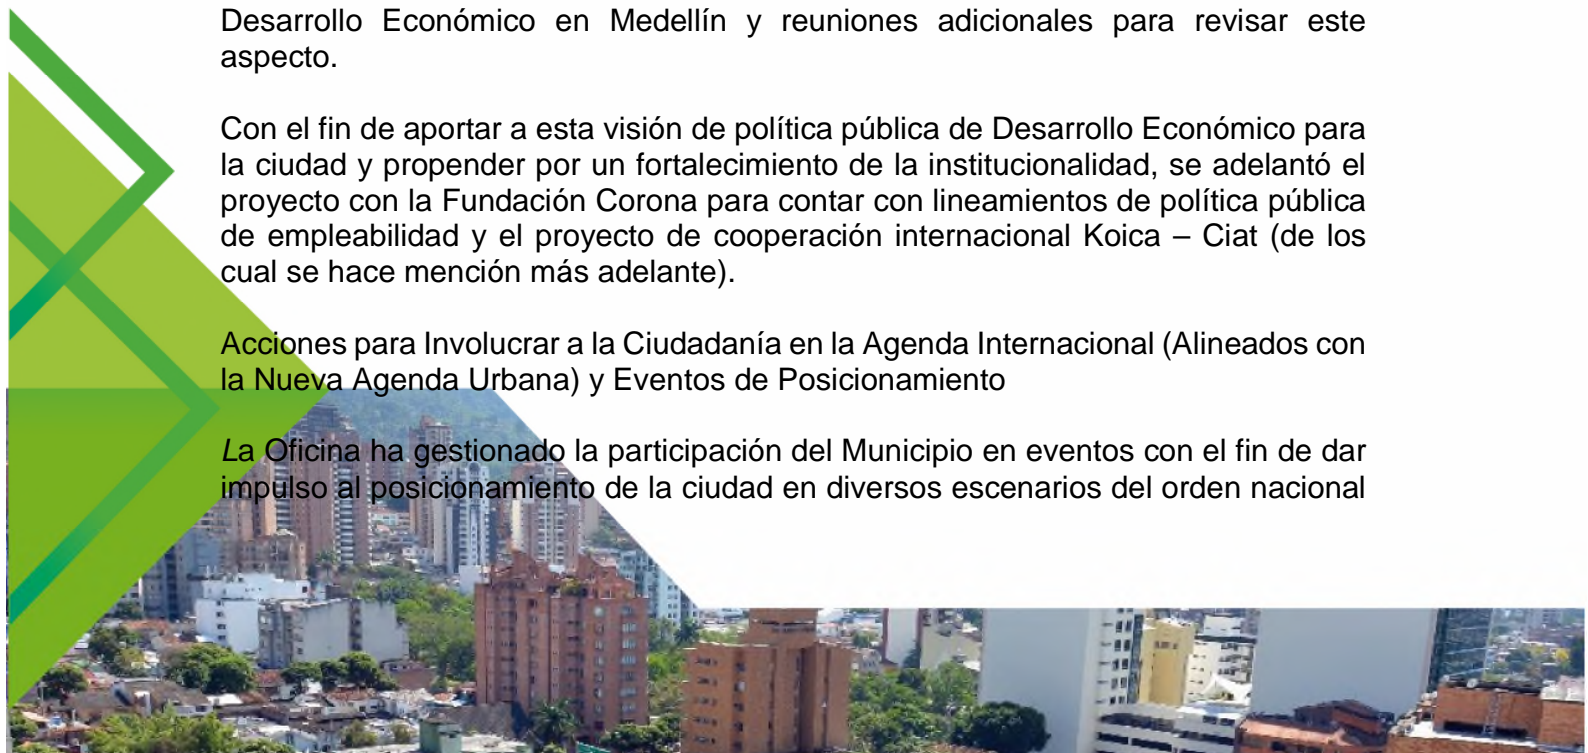 Desarrollo Económico en Medellín y reuniones adicionales para revisar este
aspecto.
Con el fin de aportar a esta visión de política pública de Desarrollo Económico para
la ciudad y propender por un fortalecimiento de la institucionalidad, se adelantó el
proyecto con la Fundación Corona para contar con lineamientos de política pública
de empleabilidad y el proyecto de cooperación internacional Koica – Ciat (de los
cual se hace mención más adelante).
Acciones para Involucrar a la Ciudadanía en la Agenda Internacional (Alineados con
la Nueva Agenda Urbana) y Eventos de Posicionamiento
La Oficina ha gestionado la participación del Municipio en eventos con el fin de dar
impulso al posicionamiento de la ciudad en diversos escenarios del orden nacional